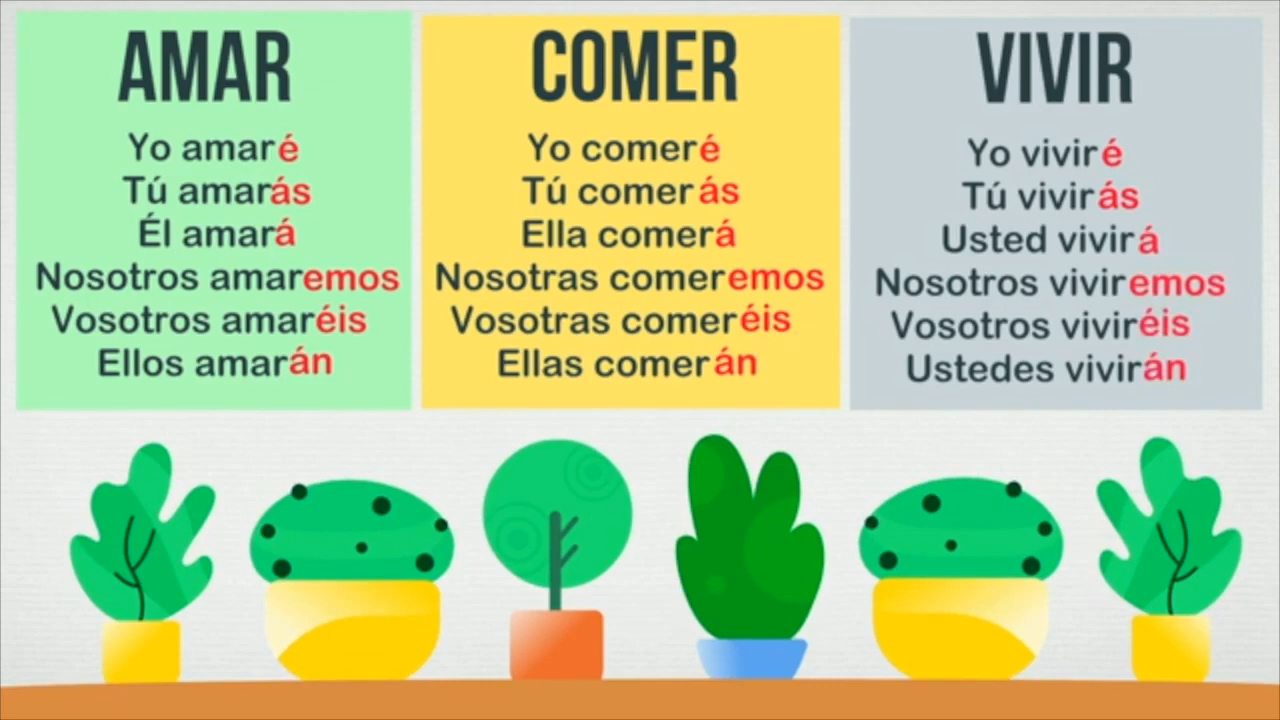 AMAR
Yo amaré
Tú amarás
Él amará
Nosotros amaremos
Vosotros amaréis
Ellos amarán
COMER
Yo comeré
Tú comerás
Ella comerá
Nosotras comeremos
Vosotras comeréis
Ellas comerán
VIVIR
Yo viviré
Tú vivirás
Usted vivirá
Nosotros viviremos
Vosotros viviréis
Ustedes vivirán